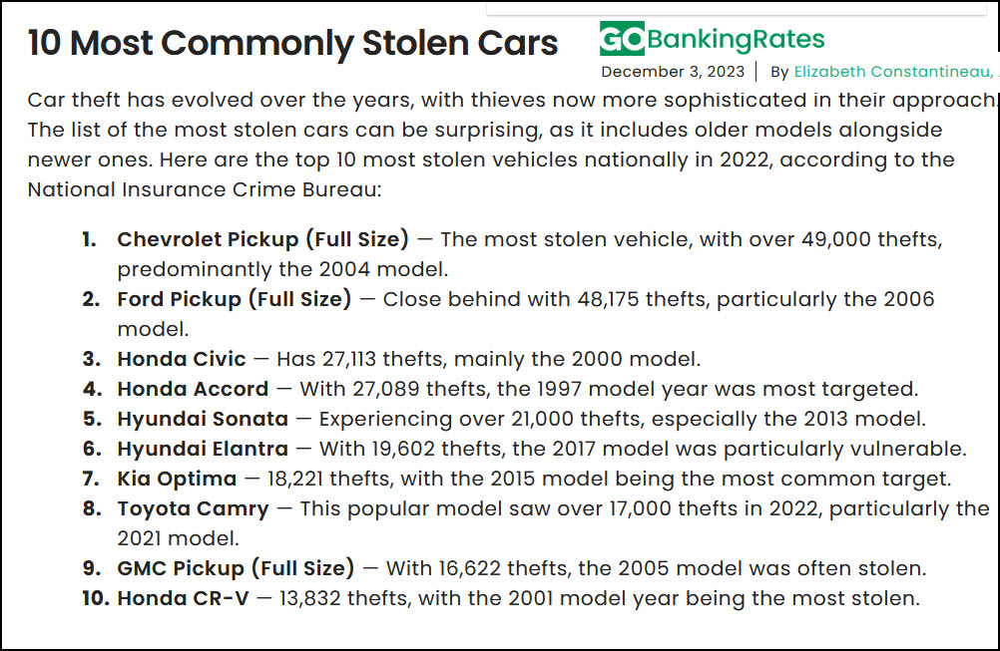 10 Most Commonly Stolen Cars
GOBankingRates
December 3, 2023 | By Elizabeth Constantineau,
Car theft has evolved over the years, with thieves now more sophisticated in their approach.
The list of the most stolen cars can be surprising, as it includes older models alongside
newer ones. Here are the top 10 most stolen vehicles nationally in 2022, according to the
National Insurance Crime Bureau:
1. Chevrolet Pickup (Full Size) — The most stolen vehicle, with over 49,000 thefts,
predominantly the 2004 model.
2. Ford Pickup (Full Size) — Close behind with 48,175 thefts, particularly the 2006
model.
3. Honda Civic — Has 27,113 thefts, mainly the 2000 model.
4. Honda Accord — With 27,089 thefts, the 1997 model year was most targeted.
5. Hyundai Sonata — Experiencing over 21,000 thefts, especially the 2013 model.
6. Hyundai Elantra — With 19,602 thefts, the 2017 model was particularly vulnerable.
7. Kia Optima — 18,221 thefts, with the 2015 model being the most common target.
8. Toyota Camry — This popular model saw over 17,000 thefts in 2022, particularly the
2021 model.
9. GMC Pickup (Full Size) — With 16,622 thefts, the 2005 model was often stolen.
10. Honda CR-V — 13,832 thefts, with the 2001 model year being the most stolen.